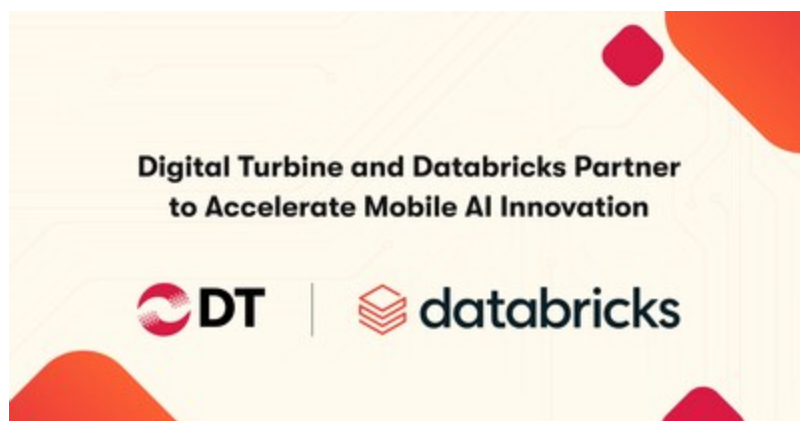 Digital Turbine and Databricks Partner
to Accelerate Mobile AI Innovation
DT | databricks